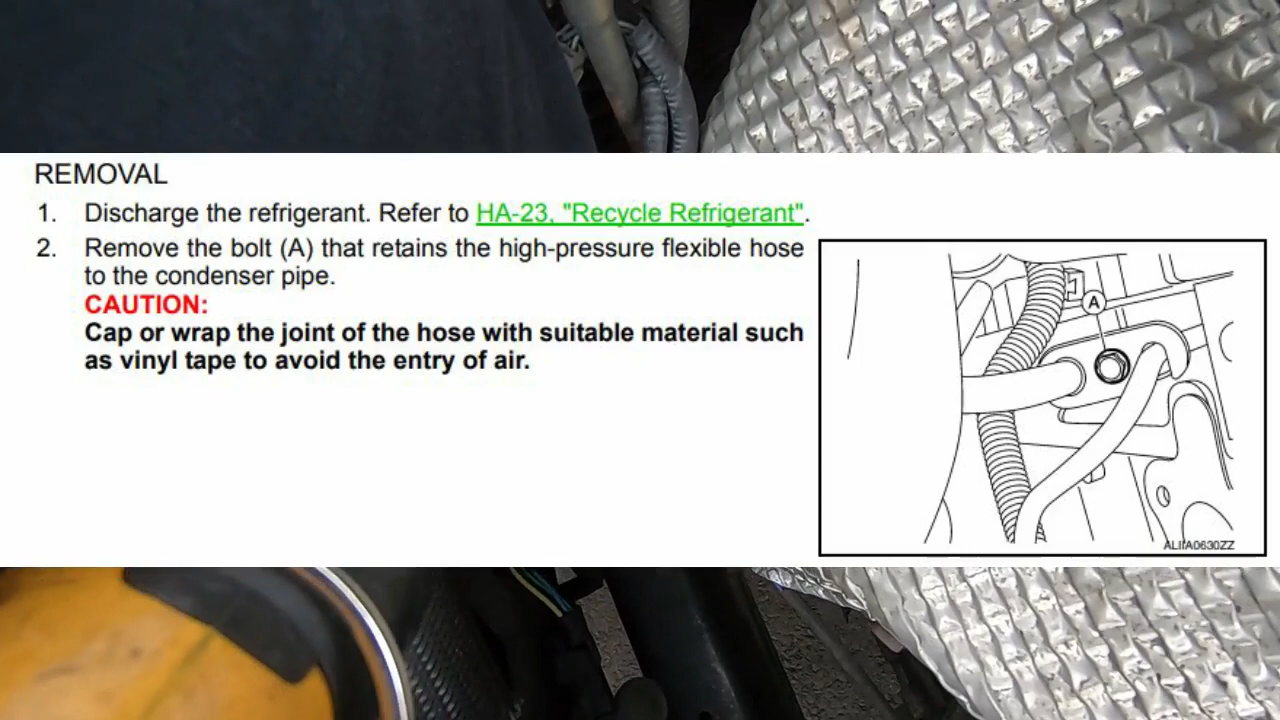 REMOVAL
1. Discharge the refrigerant. Refer to HA-23, "Recycle Refrigerant".
2. Remove the bolt (A) that retains the high-pressure flexible hose
to the condenser pipe.
CAUTION:
Cap or wrap the joint of the hose with suitable material such
as vinyl tape to avoid the entry of air.
A
ALIIA0630ZZ